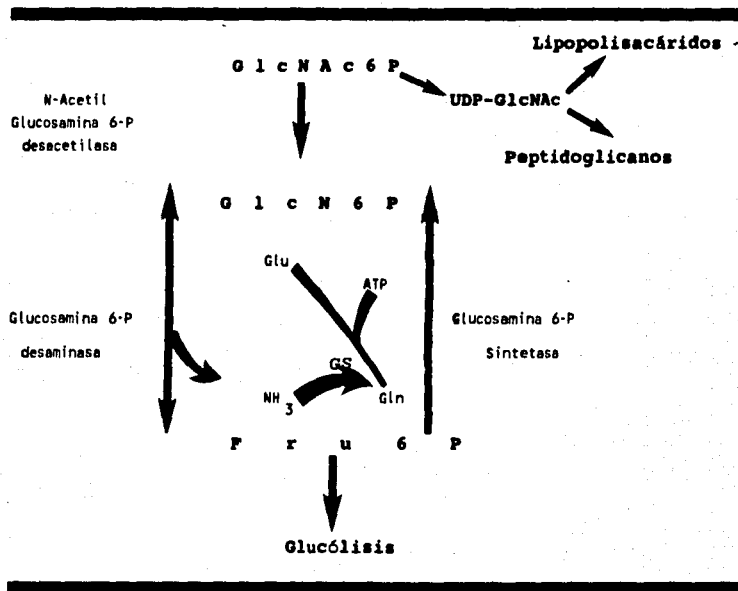 Lipopolisacáridos
GlcNAc6P
UDP-GlcNAc
N-Acetil
Glucosamina 6-P
desacetilasa
Peptidoglicanos
GlcN6P
Glu
ATP
Glucosamina 6-P
desaminasa
Glucosamina 6-P
Sintetasa
GS
NH3
Gln
Fru6P
Glucólisis